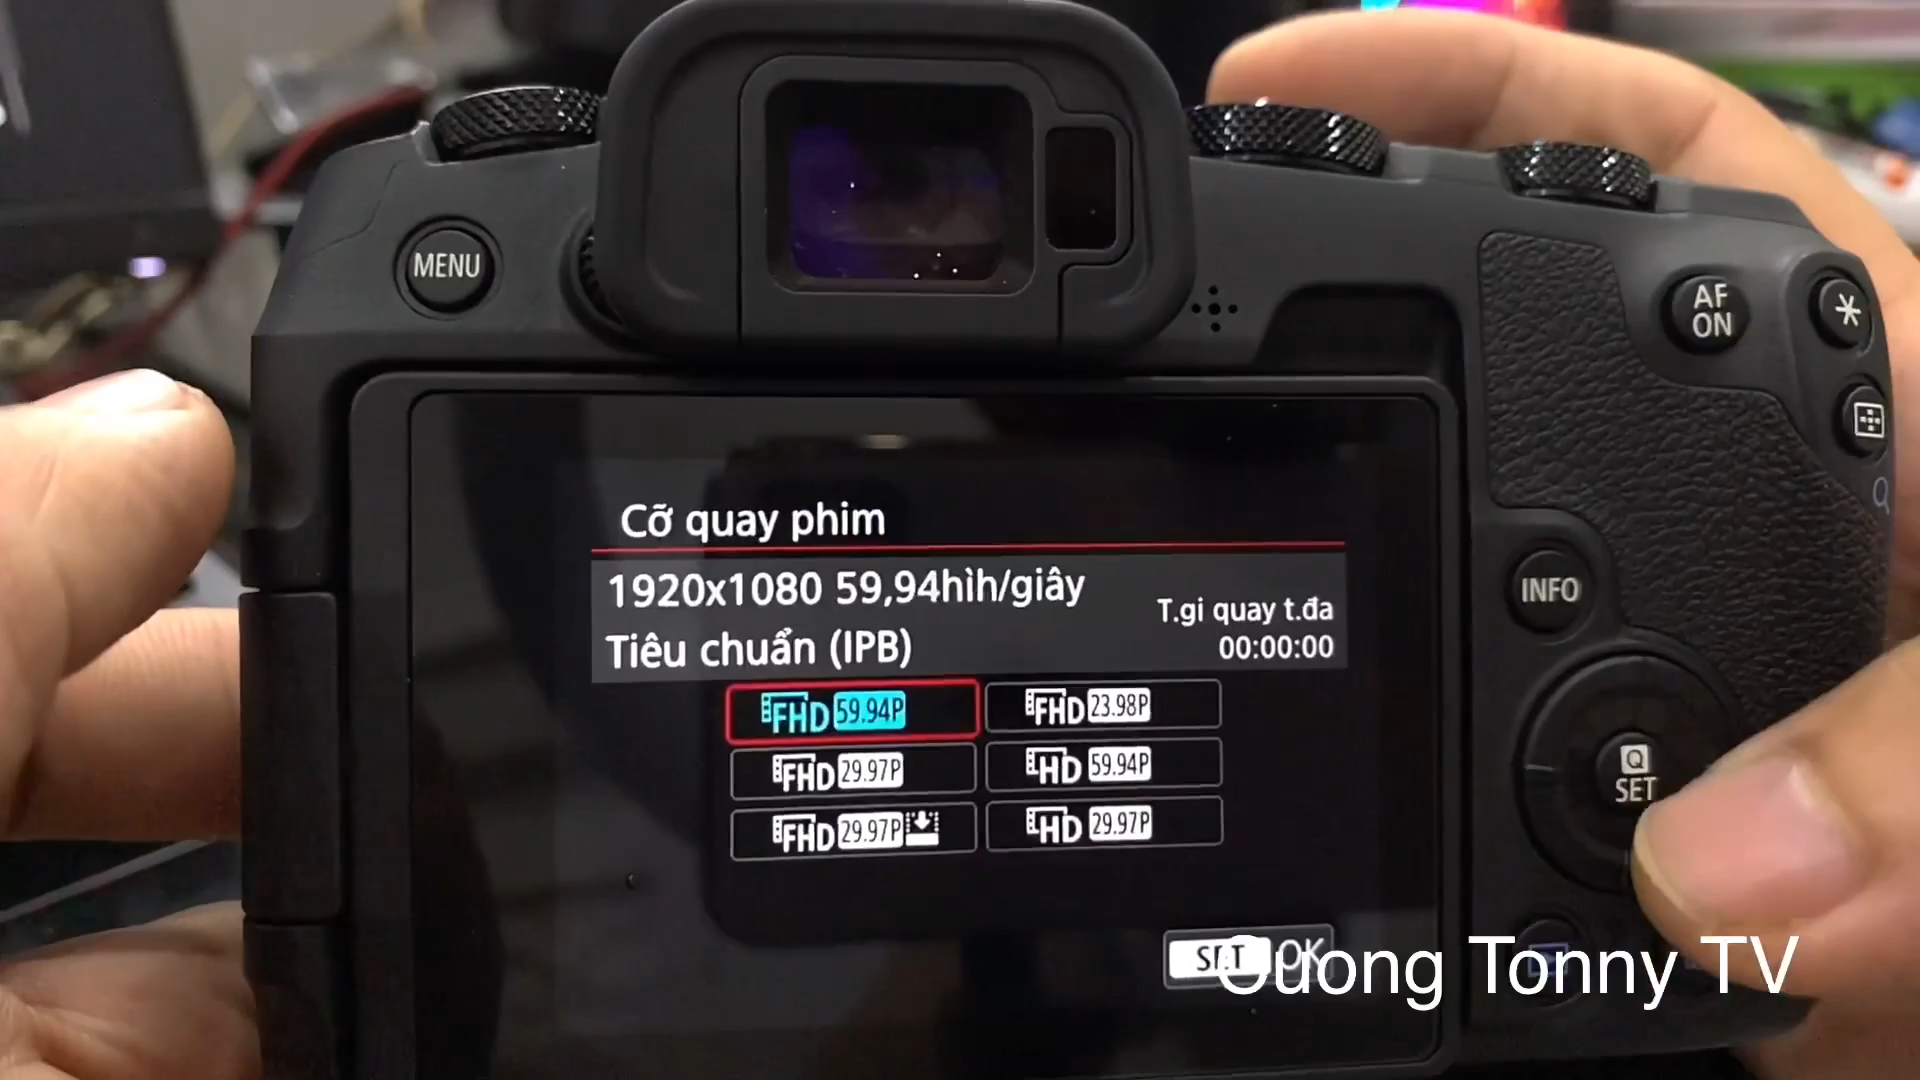 MENU
AF
ON
Cỡ quay phim
1920x1080 59,94hìh/giây
Tiêu chuẩn (IPB)
T.gi quay t.đa
00:00:00
FHD 59.94P
FHD 23.98P
FHD 29.97P
HD 59.94P
FHD 29.97P
HD 29.97P
INFO
Q
SET
SET OK
Cuong Tonny TV